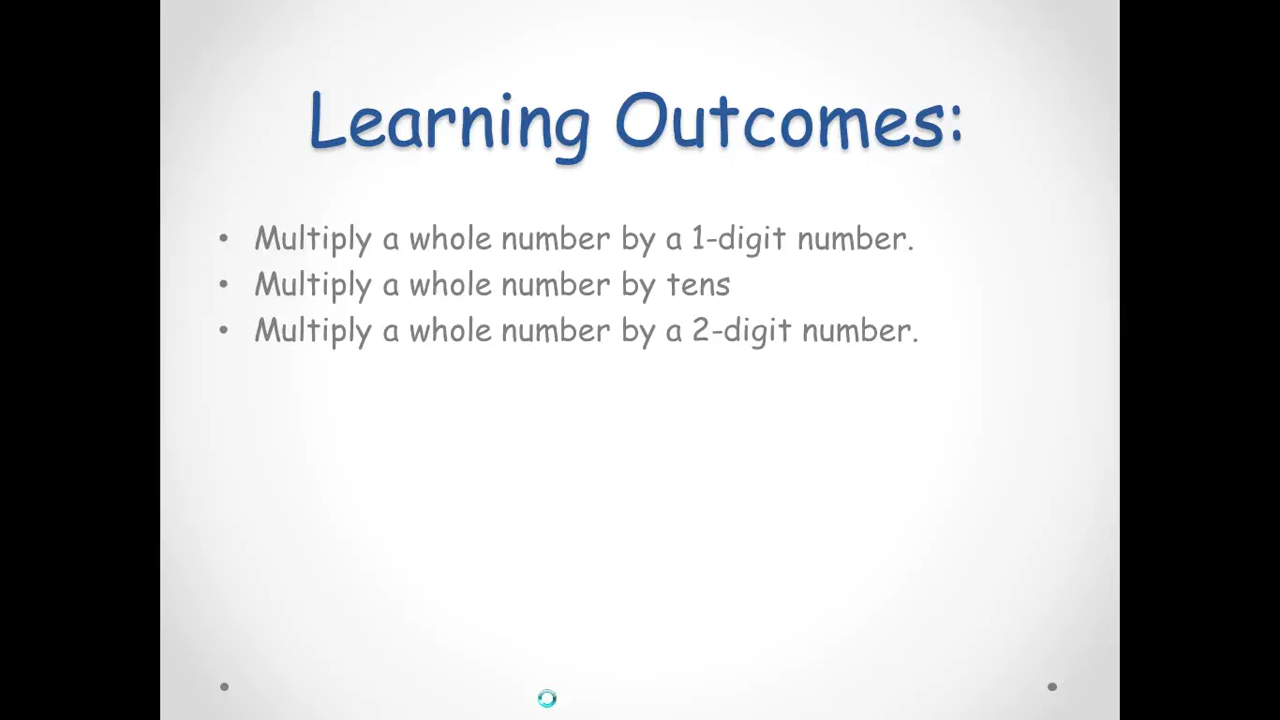 Learning Outcomes:
• Multiply a whole number by a 1-digit number.
• Multiply a whole number by tens
• Multiply a whole number by a 2-digit number.